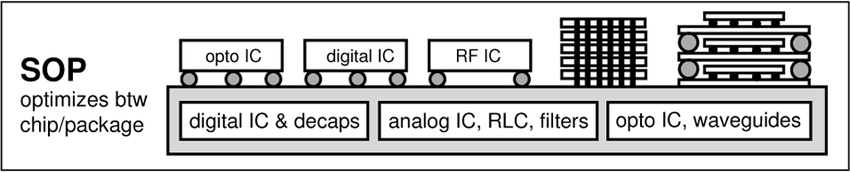 SOP
optimizes btw
chip/package
opto IC
digital IC
RF IC
digital IC & decaps
analog IC, RLC, filters
opto IC, waveguides